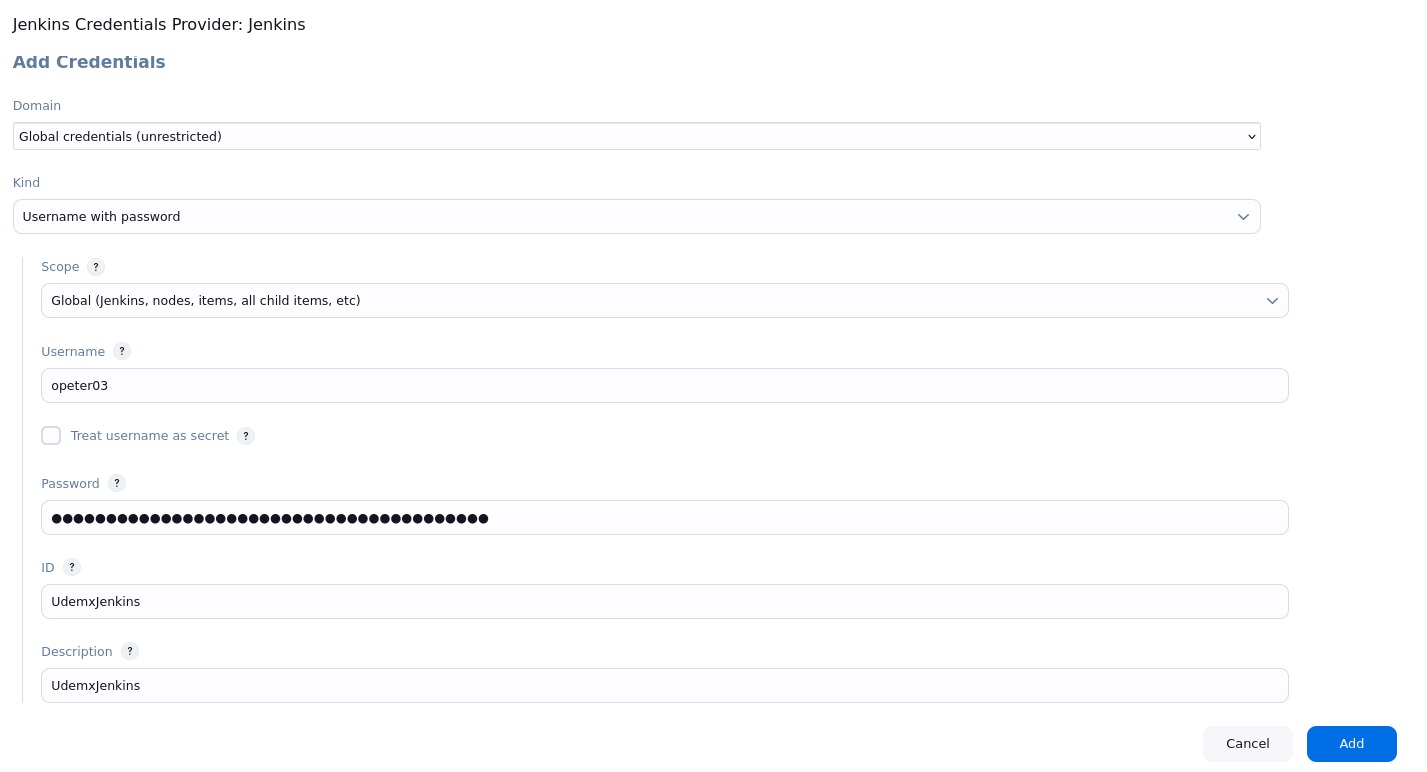 Jenkins Credentials Provider: Jenkins
Add Credentials
Domain
Global credentials (unrestricted)
Kind
Username with password
Scope ?
Global (Jenkins, nodes, items, all child items, etc)
Username ?
opeter03
Treat username as secret ?
Password ?
●●●●●●●●●●●●●●●●●●●●●●●●●●●●●●●●●●●●●●●●
ID ?
UdemxJenkins
Description ?
UdemxJenkins
Cancel Add